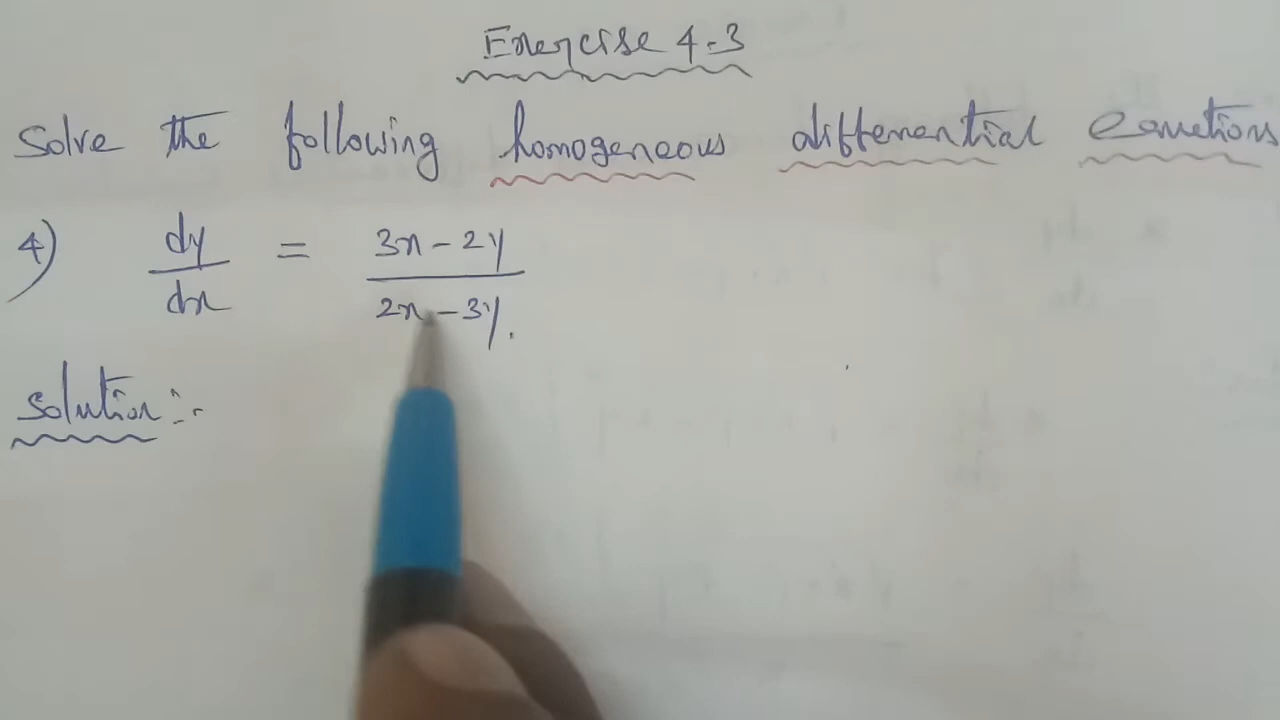 Exercise 4.3
Solve the following homogeneous differential equations
4) dy/dx = 3x - 2y / 2x - 3y.
Solution:-